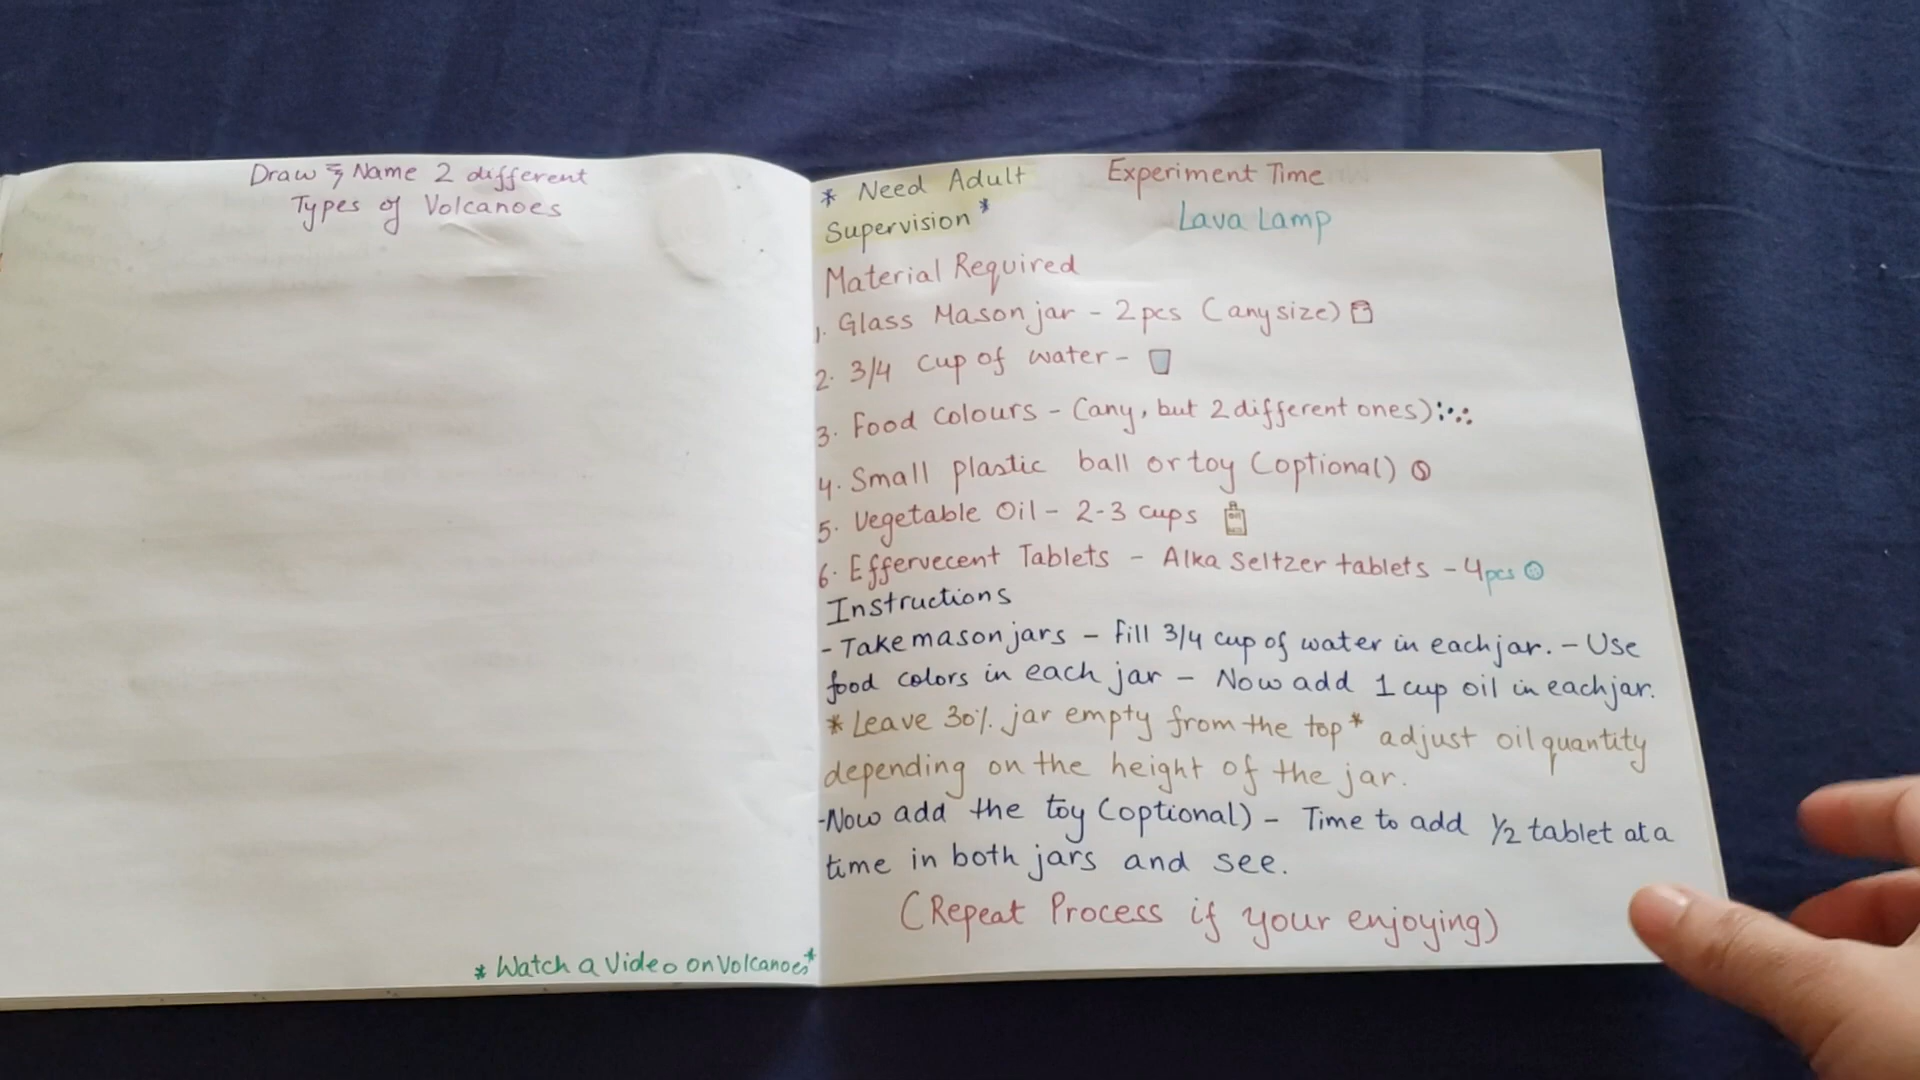 Draw & Name 2 different
Types of Volcanoes
* Watch a Video on Volcanoes*
* Need Adult
Supervision *
Experiment Time
Lava Lamp
Material Required
1. Glass Mason jar - 2 pcs (any size)
2. 3/4 cup of water -
3. Food colours - (any, but 2 different ones)
4. Small plastic ball or toy (optional)
5. Vegetable Oil - 2-3 cups
6. Effervecent Tablets - Alka Seltzer tablets - 4 pcs
Instructions
- Take mason jars - fill 3/4 cup of water in each jar. - Use
food colors in each jar - Now add 1 cup oil in each jar.
* Leave 30% jar empty from the top * adjust oil quantity
depending on the height of the jar.
- Now add the toy (optional) - Time to add 1/2 tablet at a
time in both jars and see.
(Repeat Process if your enjoying)